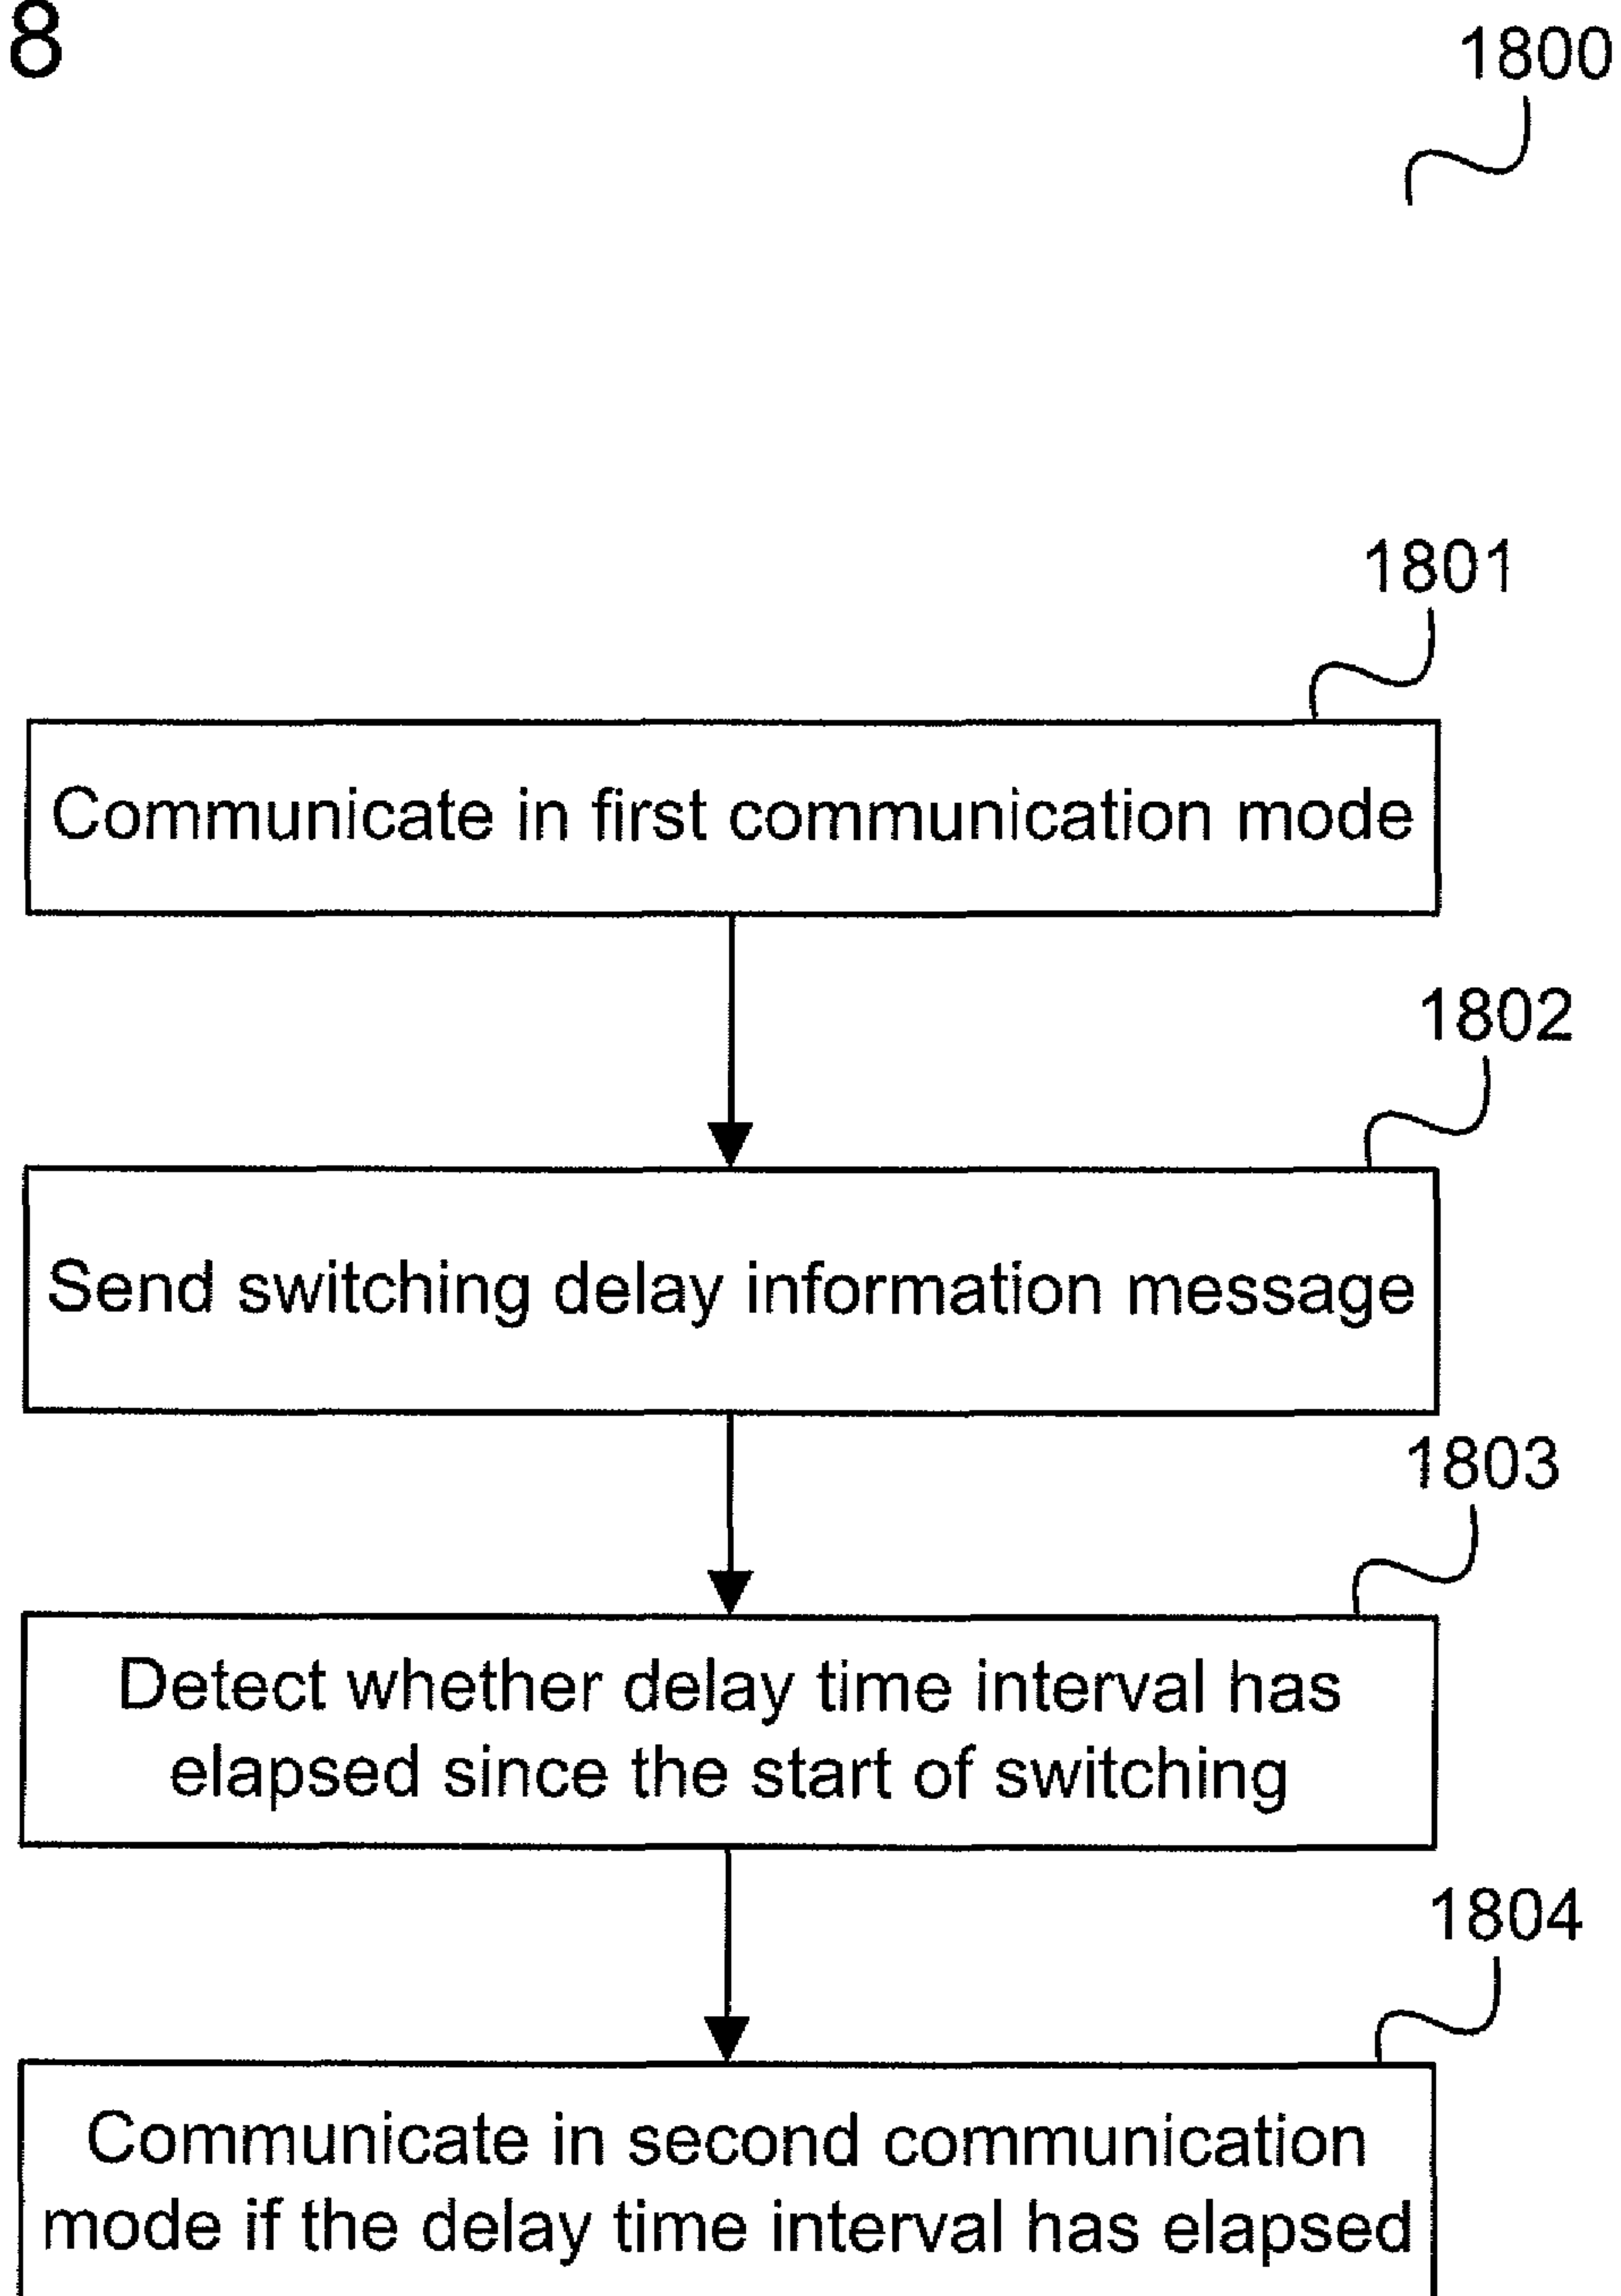 8
1800
1801
Communicate in first communication mode
1802
Send switching delay information message
1803
Detect whether delay time interval has
elapsed since the start of switching
1804
Communicate in second communication
mode if the delay time interval has elapsed